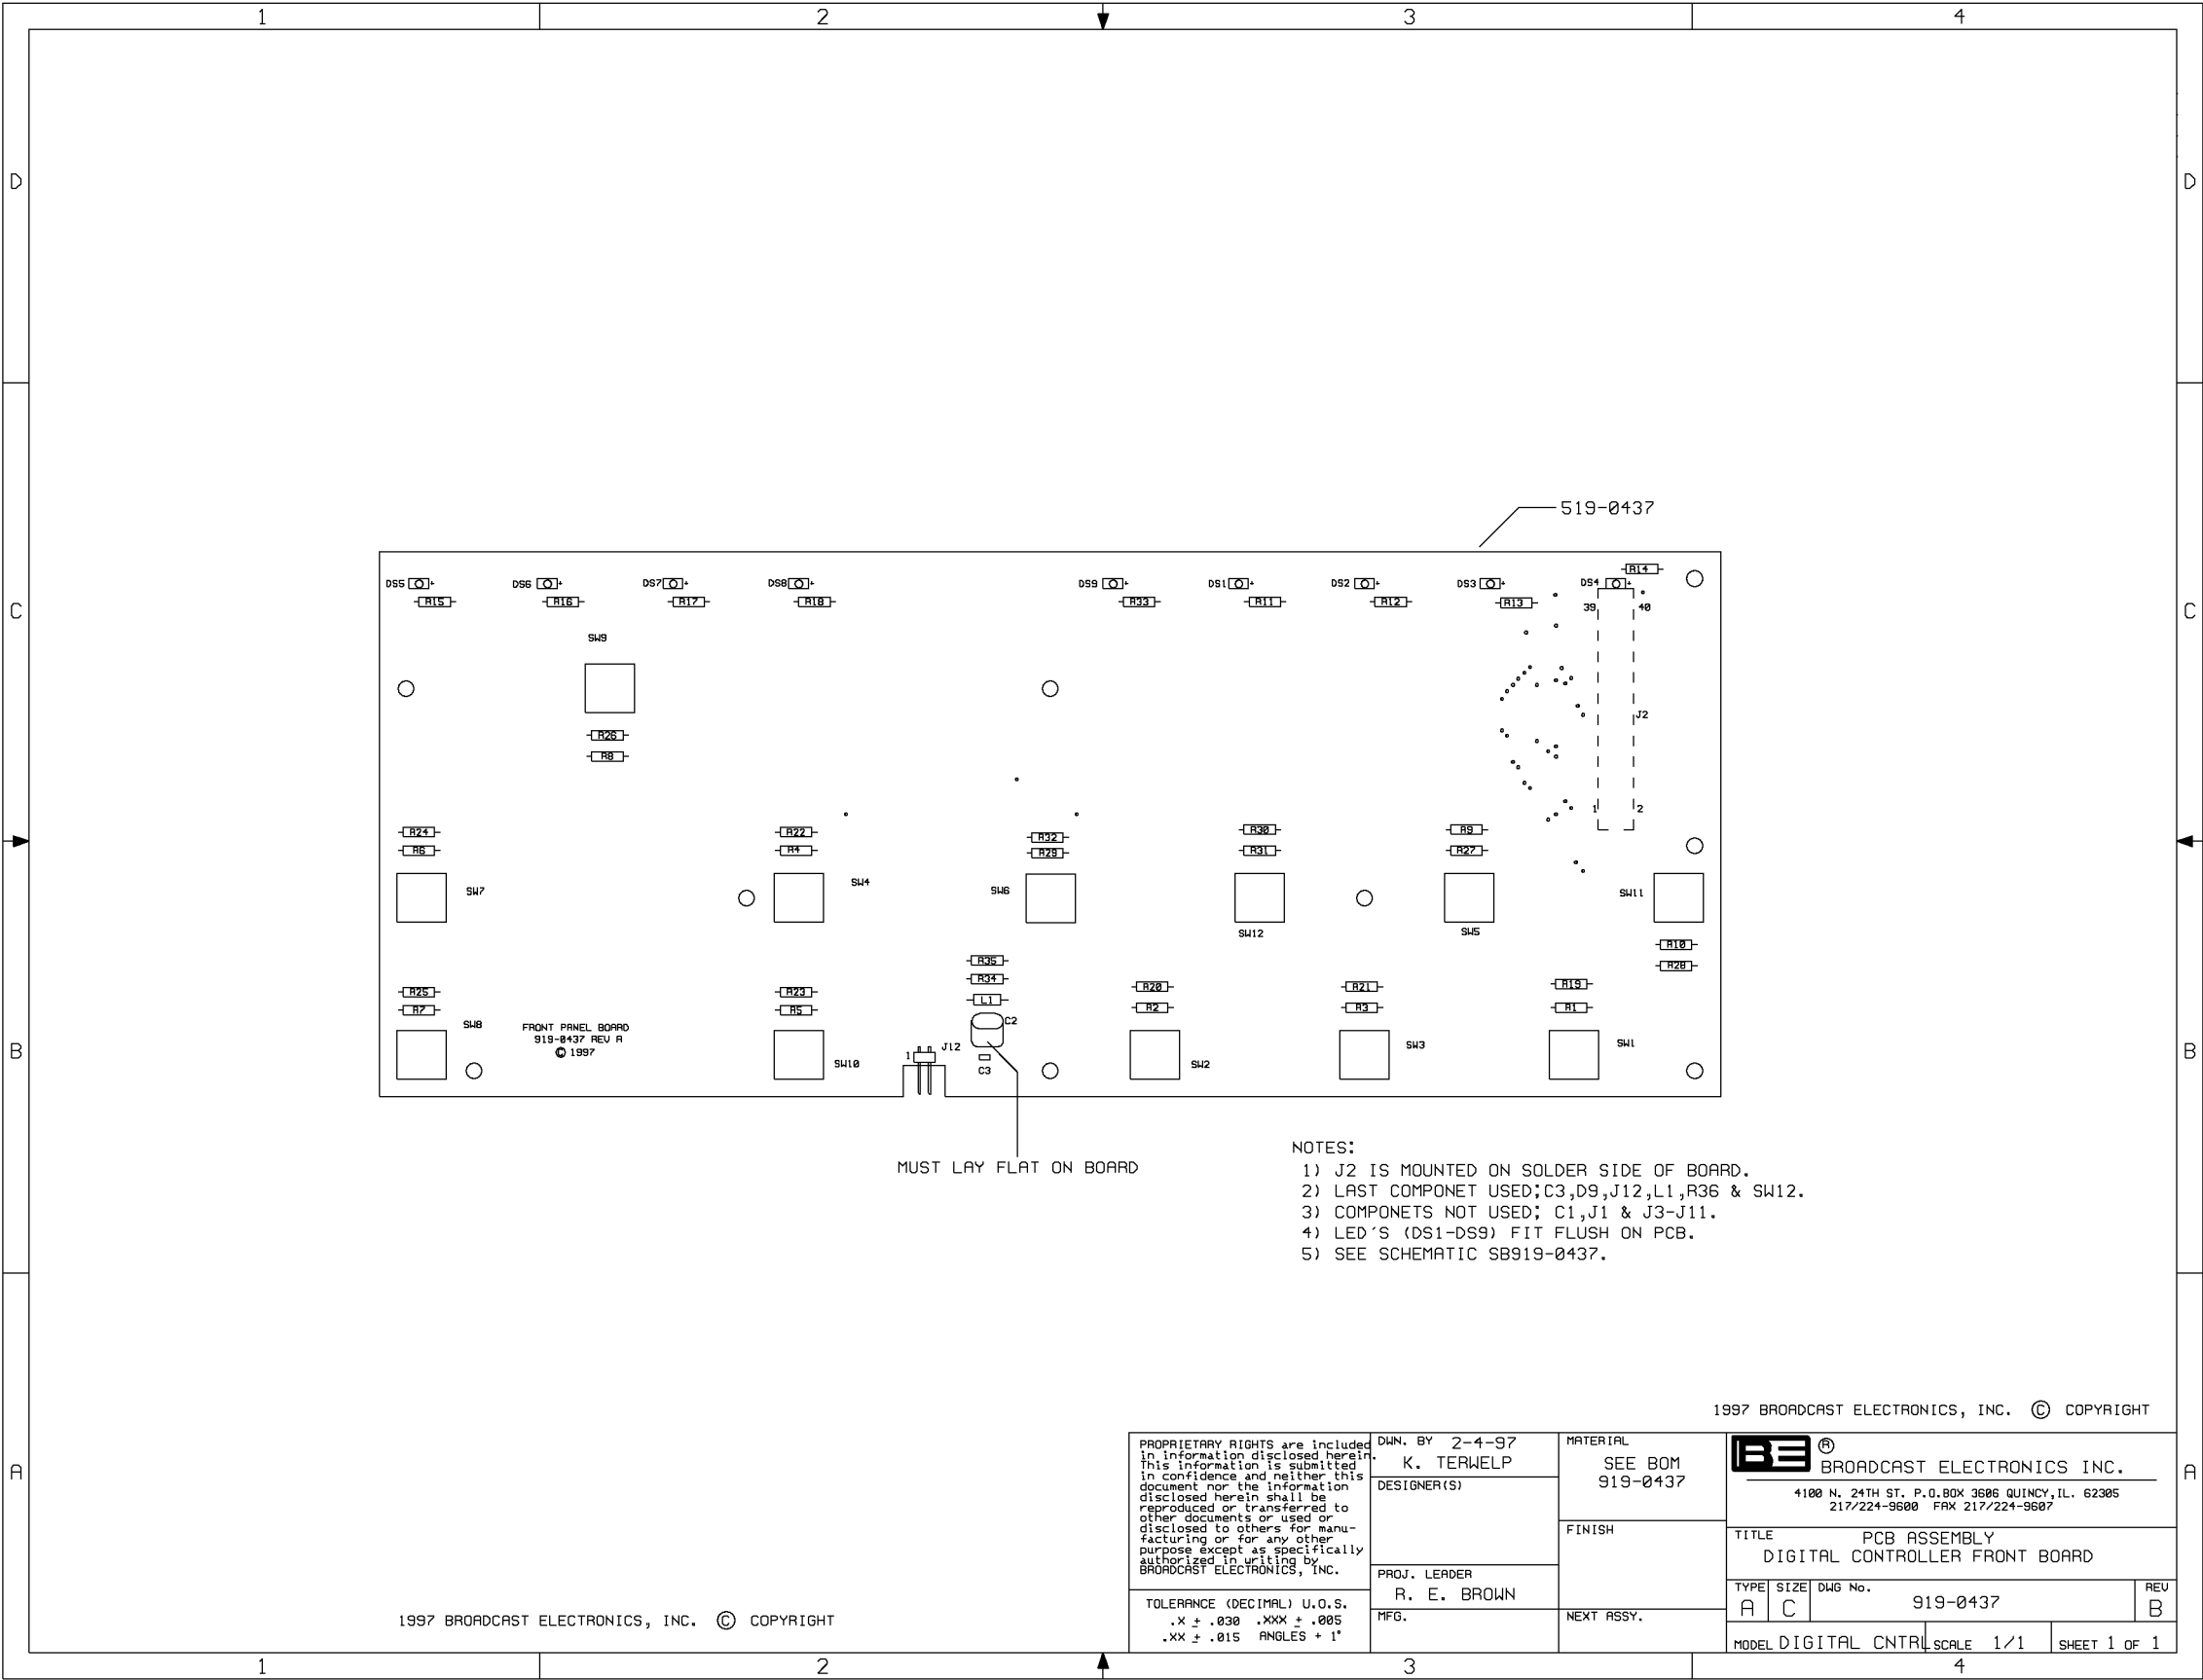 1 2 3 4
D D
519-0437
DS5 + DS6 + DS7 + DS8 + DS9 + DS1 + DS2 + DS3 + DS4 +
R14
R15 R16 R17 R18 R33 R11 R12 R13
39 40
C C
SW9
J2
R26
R8
1 2
R24 R22 R32 R30 R9
R6 R4 R29 R31 R27
SW7 SW4 SW6 SW11
SW12 SW5
R10
R28
R35
R34
L1
R25 R23 R20 R21 R19
R7 R5 R2 R3 R1
C2
SW8
FRONT PANEL BOARD
919-0437 REV A
© 1997
B B
1 J12
C3
SW10 SW2 SW3 SW1
MUST LAY FLAT ON BOARD
NOTES:
1) J2 IS MOUNTED ON SOLDER SIDE OF BOARD.
2) LAST COMPONET USED;C3,D9,J12,L1,R36 & SW12.
3) COMPONETS NOT USED; C1,J1 & J3-J11.
4) LED'S (DS1-DS9) FIT FLUSH ON PCB.
5) SEE SCHEMATIC SB919-0437.
1997 BROADCAST ELECTRONICS, INC. © COPYRIGHT
A A
PROPRIETARY RIGHTS are included
in information disclosed herein.
This information is submitted
in confidence and neither this
document nor the information
disclosed herein shall be
reproduced or transferred to
other documents or used or
disclosed to others for manu-
facturing or for any other
purpose except as specifically
authorized in writing by
BROADCAST ELECTRONICS, INC.
TOLERANCE (DECIMAL) U.O.S.
.X ± .030 .XXX ± .005
.XX ± .015 ANGLES + 1°
DWN. BY 2-4-97
K. TERWELP
DESIGNER(S)
PROJ. LEADER
R. E. BROWN
MFG.
MATERIAL
SEE BOM
919-0437
FINISH
NEXT ASSY.
BE ®
BROADCAST ELECTRONICS INC.
4100 N. 24TH ST. P.O.BOX 3606 QUINCY,IL. 62305
217/224-9600 FAX 217/224-9607
TITLE PCB ASSEMBLY
DIGITAL CONTROLLER FRONT BOARD
TYPE SIZE DWG No. REV
A C 919-0437 B
MODEL DIGITAL CNTRL SCALE 1/1 SHEET 1 OF 1
1997 BROADCAST ELECTRONICS, INC. © COPYRIGHT
1 2 3 4